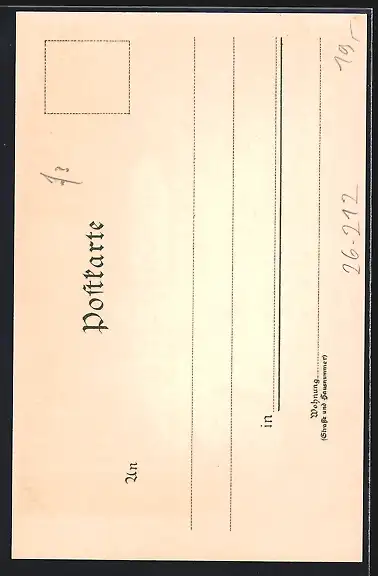 Postkarte
An
in
Wohnung
(Straße und Hausnummer)
19,-
26-212